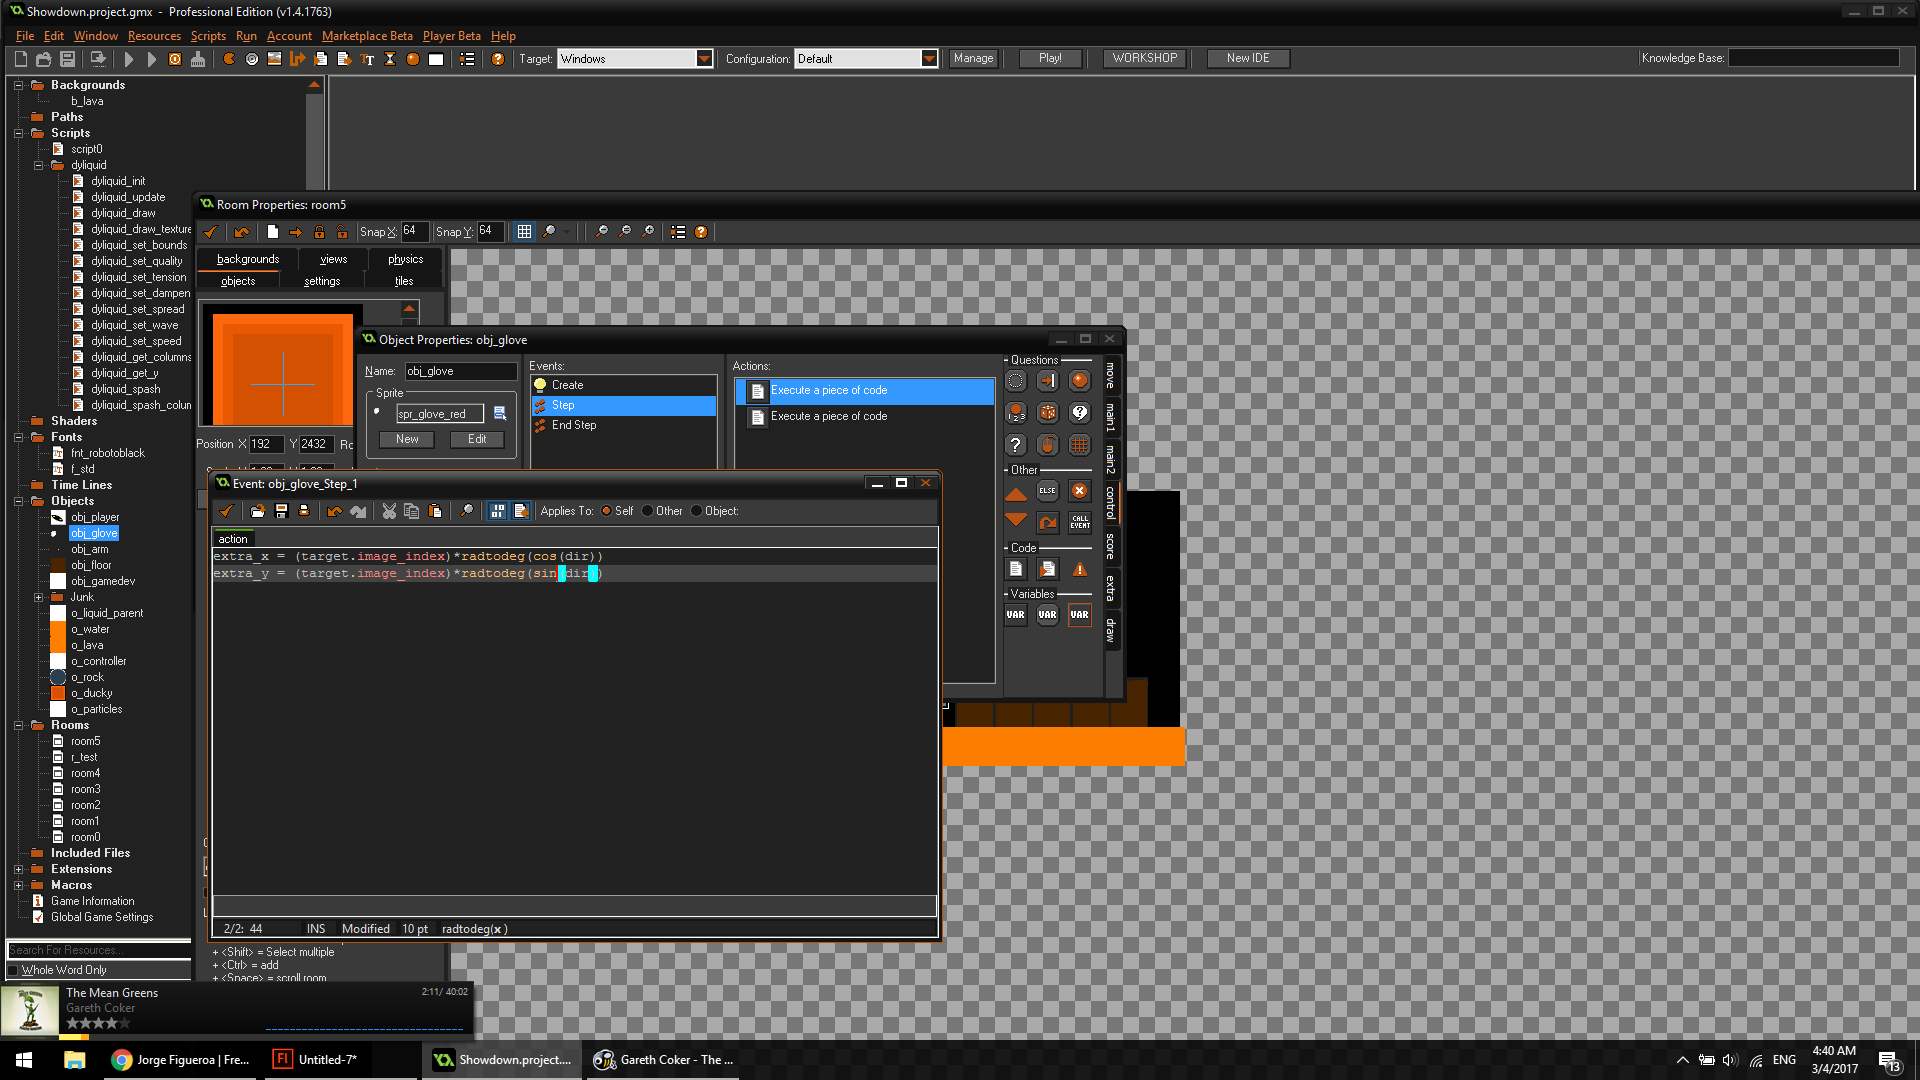 Showdown.project.gmx - Professional Edition (v1.4.1763)
File Edit Window Resources Scripts Run Account Marketplace Beta Player Beta Help
Target: Windows Configuration: Default Manage Play! WORKSHOP New IDE Knowledge Base:
Backgrounds
b_lava
Paths
Scripts
script0
dyliquid
dyliquid_init
dyliquid_update
dyliquid_draw
dyliquid_draw_texture
dyliquid_set_bounds
dyliquid_set_quality
dyliquid_set_tension
dyliquid_set_dampen
dyliquid_set_spread
dyliquid_set_wave
dyliquid_set_speed
dyliquid_get_columns
dyliquid_get_y
dyliquid_spash
dyliquid_spash_colun
Shaders
Fonts
fnt_robotoblack
f_std
Time Lines
Objects
obj_player
obj_glove
obj_arm
obj_floor
obj_gamedev
Junk
o_liquid_parent
o_water
o_lava
o_controller
o_rock
o_ducky
o_particles
Rooms
room5
r_test
room4
room3
room2
room1
room0
Included Files
Extensions
Macros
Game Information
Global Game Settings
Search For Resources...
Whole Word Only
Room Properties: room5
Snap X: 64 Snap Y: 64
backgrounds views physics
objects settings tiles
Position X 192 Y 2432
Object Properties: obj_glove
Name: obj_glove
Sprite
spr_glove_red
New Edit
Events:
Create
Step
End Step
Actions:
Execute a piece of code
Execute a piece of code
Questions
Other
ELSE
CALL EVENT
Code
Variables
VAR VAR VAR
move
main1
main2
control
score
extra
draw
Event: obj_glove_Step_1
Applies To: Self Other Object:
action
extra_x = (target.image_index)*radtodeg(cos(dir))
extra_y = (target.image_index)*radtodeg(sin(dir))
2/2: 44 INS Modified 10 pt radtodeg(x )
+ <Shift> = Select multiple
+ <Ctrl> = add
+ <Space> = scroll room
The Mean Greens 2:11/ 40:02
Gareth Coker
Jorge Figueroa | Fre... Untitled-7* Showdown.project.... Gareth Coker - The ...
ENG
4:40 AM
3/4/2017
13